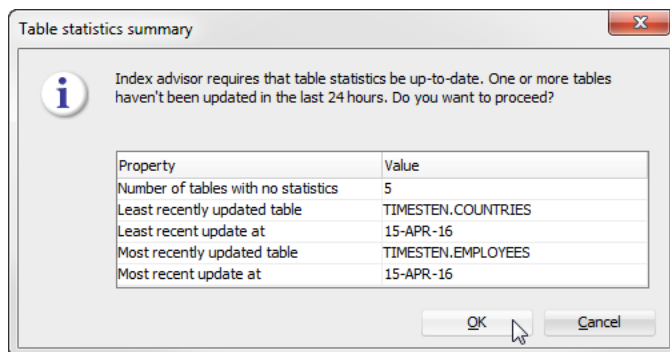 Table statistics summary
Index advisor requires that table statistics be up-to-date. One or more tables
haven't been updated in the last 24 hours. Do you want to proceed?
Property Value
Number of tables with no statistics 5
Least recently updated table TIMESTEN.COUNTRIES
Least recent update at 15-APR-16
Most recently updated table TIMESTEN.EMPLOYEES
Most recent update at 15-APR-16
OK Cancel